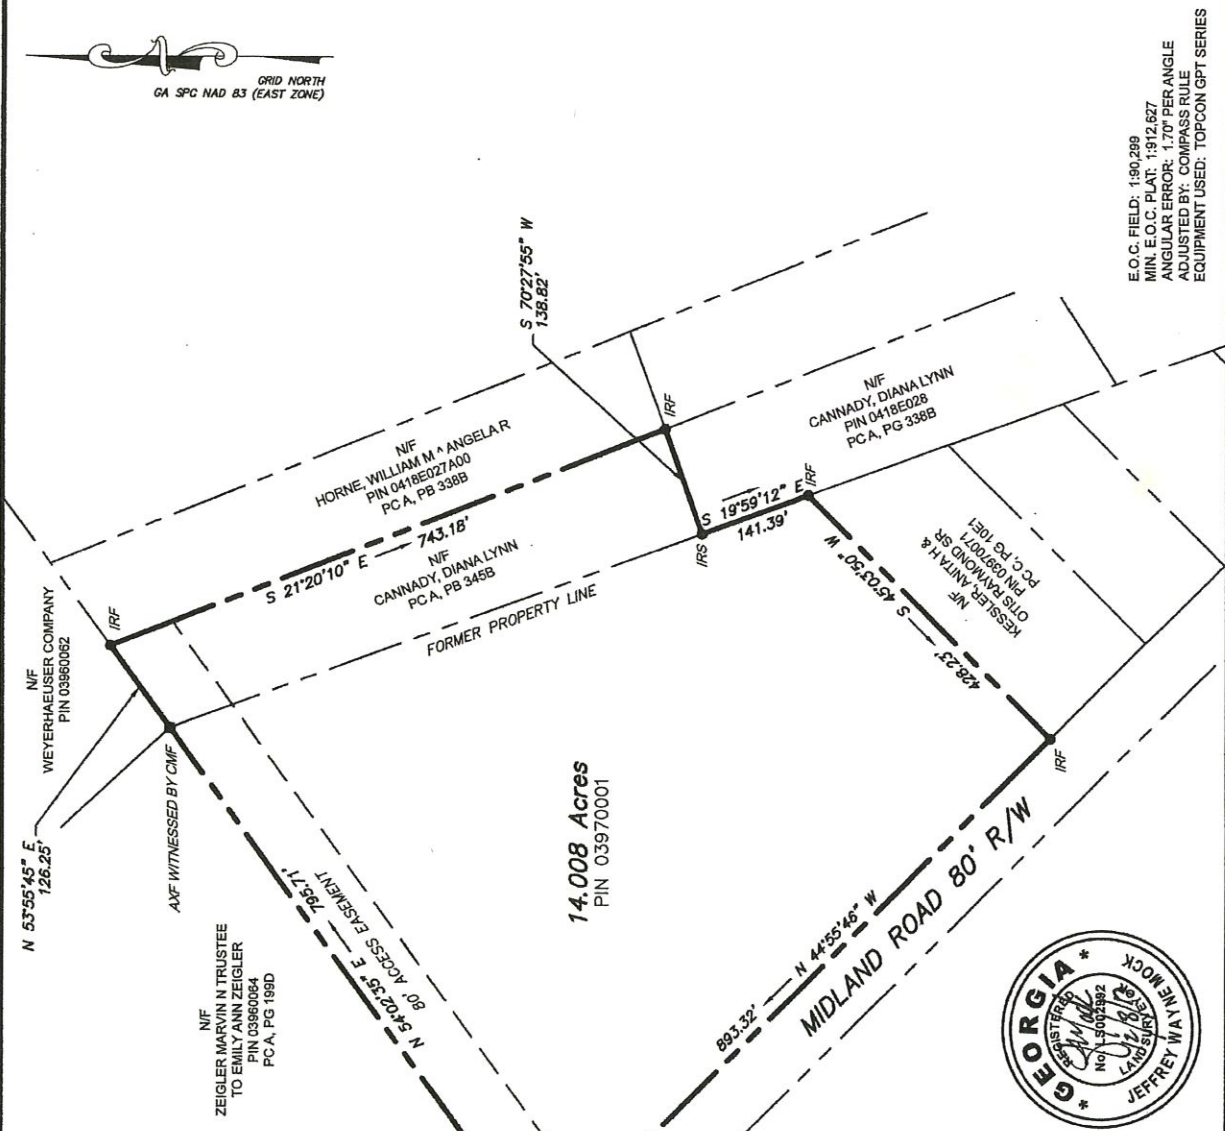 GRID NORTH
GA SPC NAD 83 (EAST ZONE)
E.O.C. FIELD: 1:90,299
MIN. E.O.C. PLAT: 1:912,627
ANGULAR ERROR: 1.70" PER ANGLE
ADJUSTED BY: COMPASS RULE
EQUIPMENT USED: TOPCON GPT SERIES
S 70°27'55" W
138.82'
N/F
HORNE, WILLIAM M ^ ANGELA R
PIN 0418E027A00
PC A, PB 338B
IRF
N/F
CANNADY, DIANA LYNN
PIN 0418E028
PC A, PG 338B
S 21°20'10" E
743.18'
N/F
CANNADY, DIANA LYNN
PC A, PB 345B
FORMER PROPERTY LINE
IRF
N/F
WEYERHAEUSER COMPANY
PIN 03960062
N 53°55'45" E
126.25'
AXF WITNESSED BY CMF
IRS
S 19°59'12" E
141.39'
IRF
N/F
KESSLER, ANITA H &
OTIS RAYMOND SR
PIN 03970071
PC C, PG 10E1
S 45°03'50" W
428.23'
IRF
14.008 Acres
PIN 03970001
N/F
ZEIGLER MARVIN N TRUSTEE
TO EMILY ANN ZEIGLER
PIN 03960064
PC A, PG 199D
N 54°02'35" E
795.71'
80' ACCESS EASEMENT
N 44°55'46" W
893.32'
MIDLAND ROAD 80' R/W
* GEORGIA *
REGISTERED
No. LS002992
LAND SURVEYOR
JEFFREY WAYNE MOCK